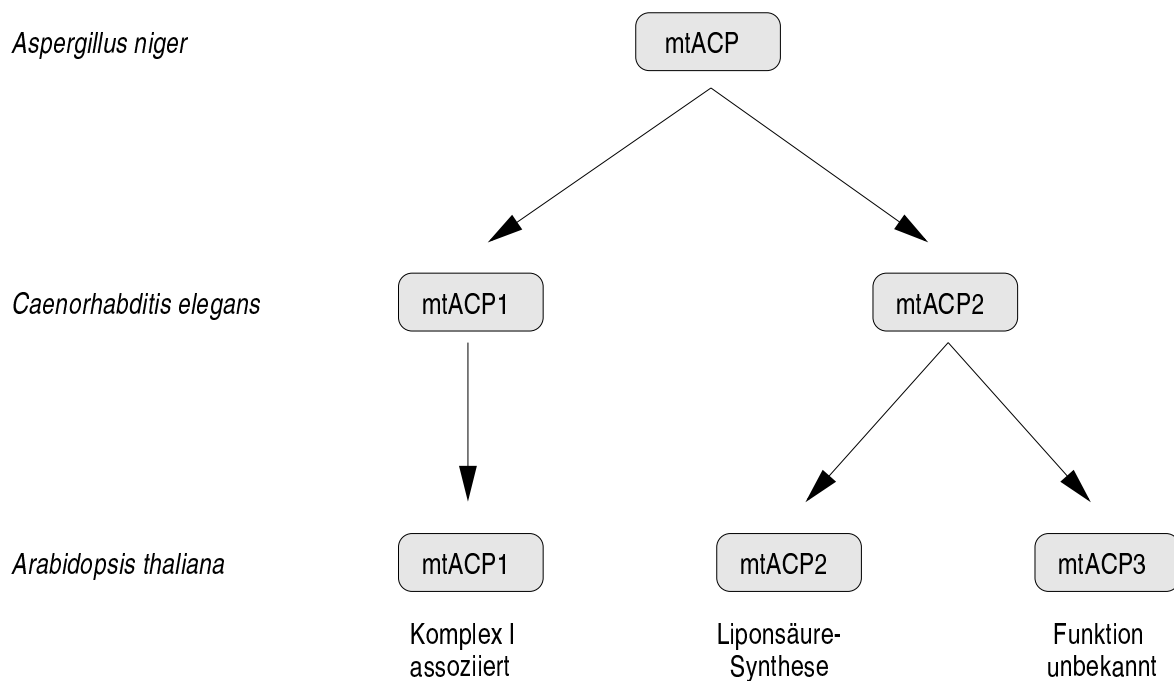 Aspergillus niger
mtACP
Caenorhabditis elegans
mtACP1
mtACP2
Arabidopsis thaliana
mtACP1
mtACP2
mtACP3
Komplex I
assoziiert
Liponsäure-
Synthese
Funktion
unbekannt